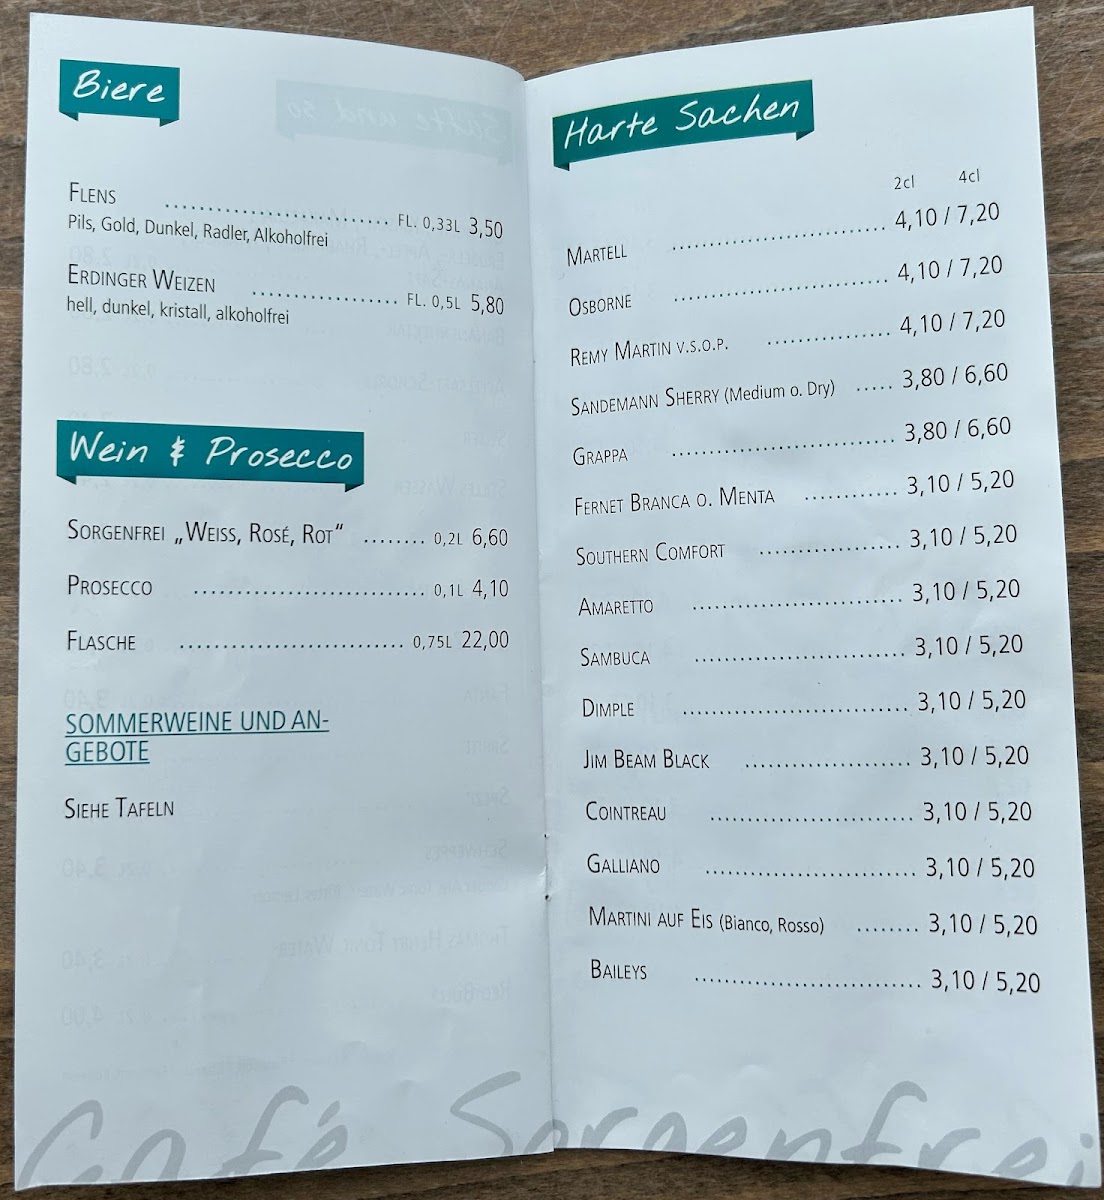 Biere
FLENS ........................ FL. 0,33L 3,50
Pils, Gold, Dunkel, Radler, Alkoholfrei
ERDINGER WEIZEN ................. FL. 0,5L 5,80
hell, dunkel, kristall, alkoholfrei
Wein & Prosecco
SORGENFREI „WEISS, ROSÉ, ROT“ ........ 0,2L 6,60
PROSECCO ........................... 0,1L 4,10
FLASCHE .......................... 0,75L 22,00
SOMMERWEINE UND AN-
GEBOTE
SIEHE TAFELN
Harte Sachen
2cl 4cl
MARTELL ......................... 4,10 / 7,20
OSBORNE ......................... 4,10 / 7,20
REMY MARTIN V.S.O.P. ............... 4,10 / 7,20
SANDEMANN SHERRY (Medium o. Dry) ..... 3,80 / 6,60
GRAPPA .......................... 3,80 / 6,60
FERNET BRANCA O. MENTA ............ 3,10 / 5,20
SOUTHERN COMFORT .................. 3,10 / 5,20
AMARETTO ........................... 3,10 / 5,20
SAMBUCA ........................... 3,10 / 5,20
DIMPLE ............................ 3,10 / 5,20
JIM BEAM BLACK ..................... 3,10 / 5,20
COINTREAU ......................... 3,10 / 5,20
GALLIANO .......................... 3,10 / 5,20
MARTINI AUF EIS (Bianco, Rosso) ........ 3,10 / 5,20
BAILEYS ............................ 3,10 / 5,20
Café Sorgenfrei